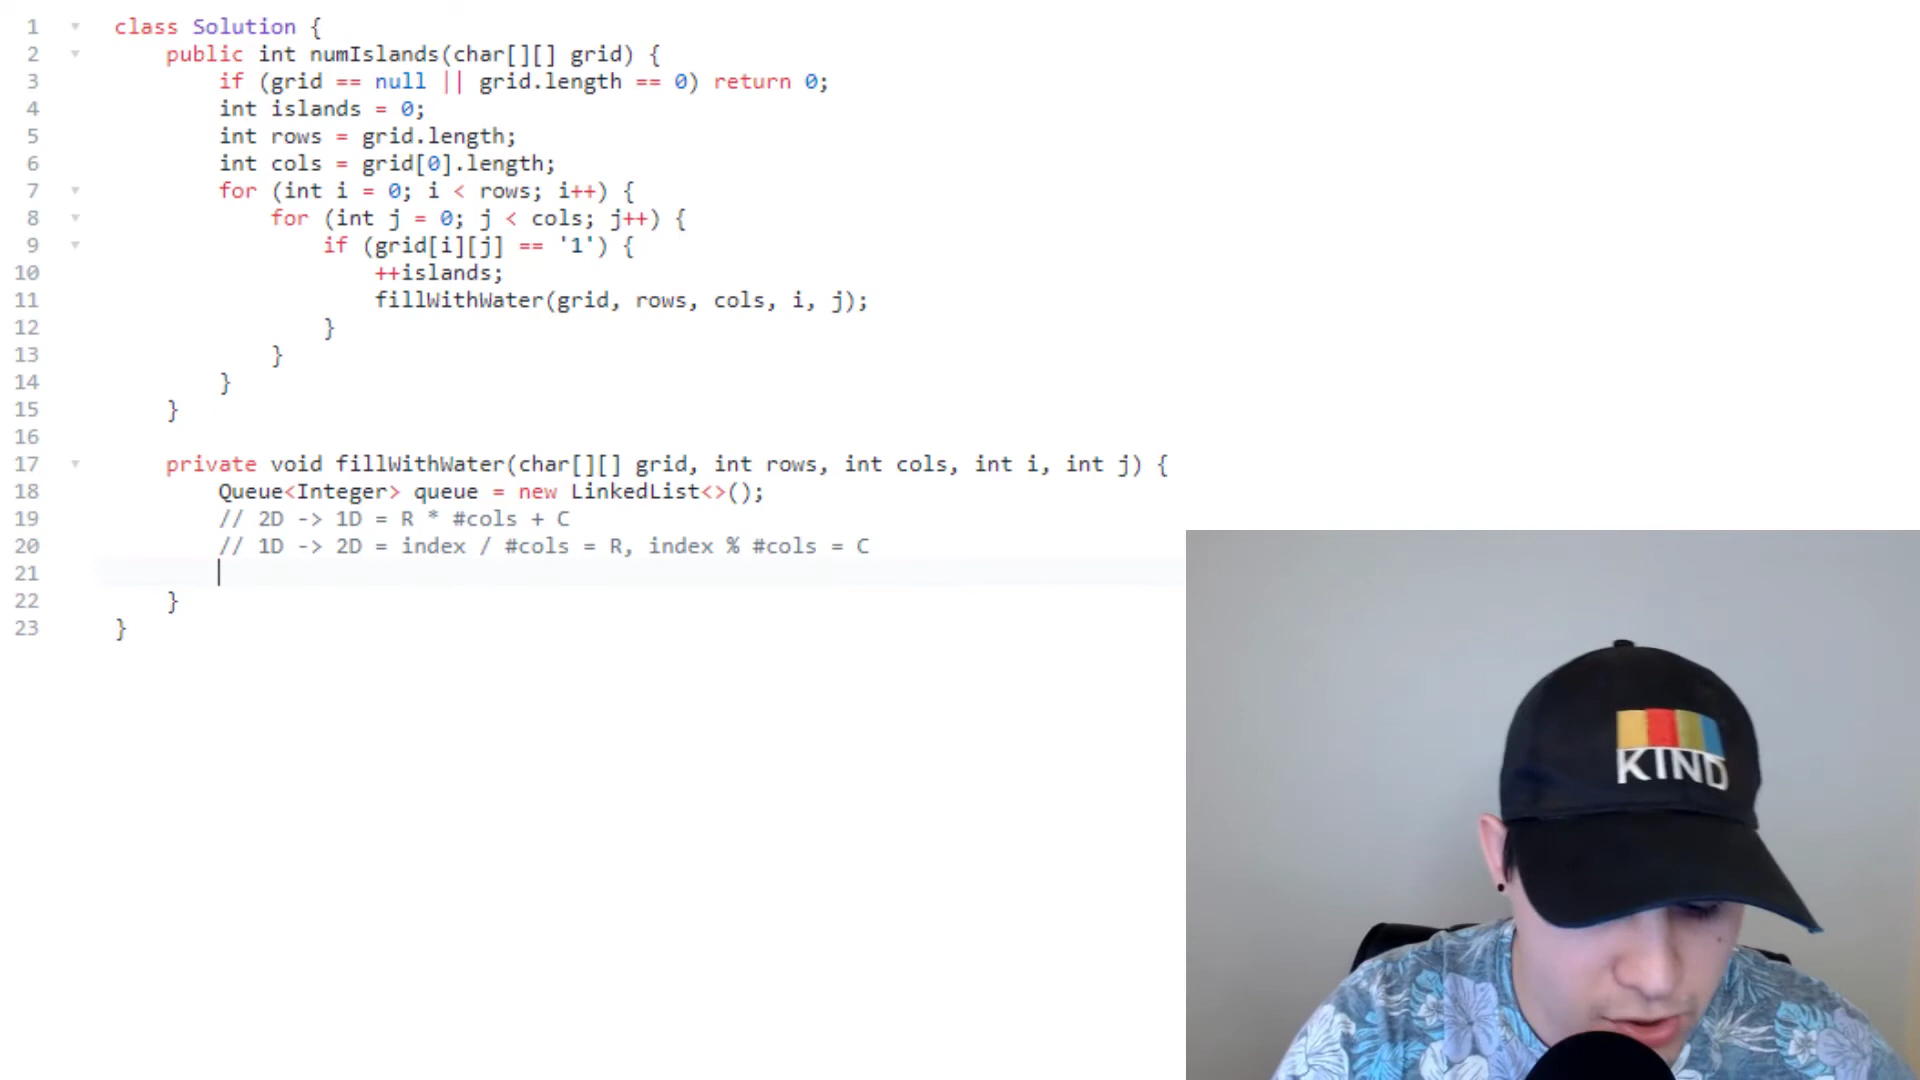 1 class Solution {
2 public int numIslands(char[][] grid) {
3 if (grid == null || grid.length == 0) return 0;
4 int islands = 0;
5 int rows = grid.length;
6 int cols = grid[0].length;
7 for (int i = 0; i < rows; i++) {
8 for (int j = 0; j < cols; j++) {
9 if (grid[i][j] == '1') {
10 ++islands;
11 fillWithWater(grid, rows, cols, i, j);
12 }
13 }
14 }
15 }
16
17 private void fillWithWater(char[][] grid, int rows, int cols, int i, int j) {
18 Queue<Integer> queue = new LinkedList<>();
19 // 2D -> 1D = R * #cols + C
20 // 1D -> 2D = index / #cols = R, index % #cols = C
21
22 }
23 }
KIND